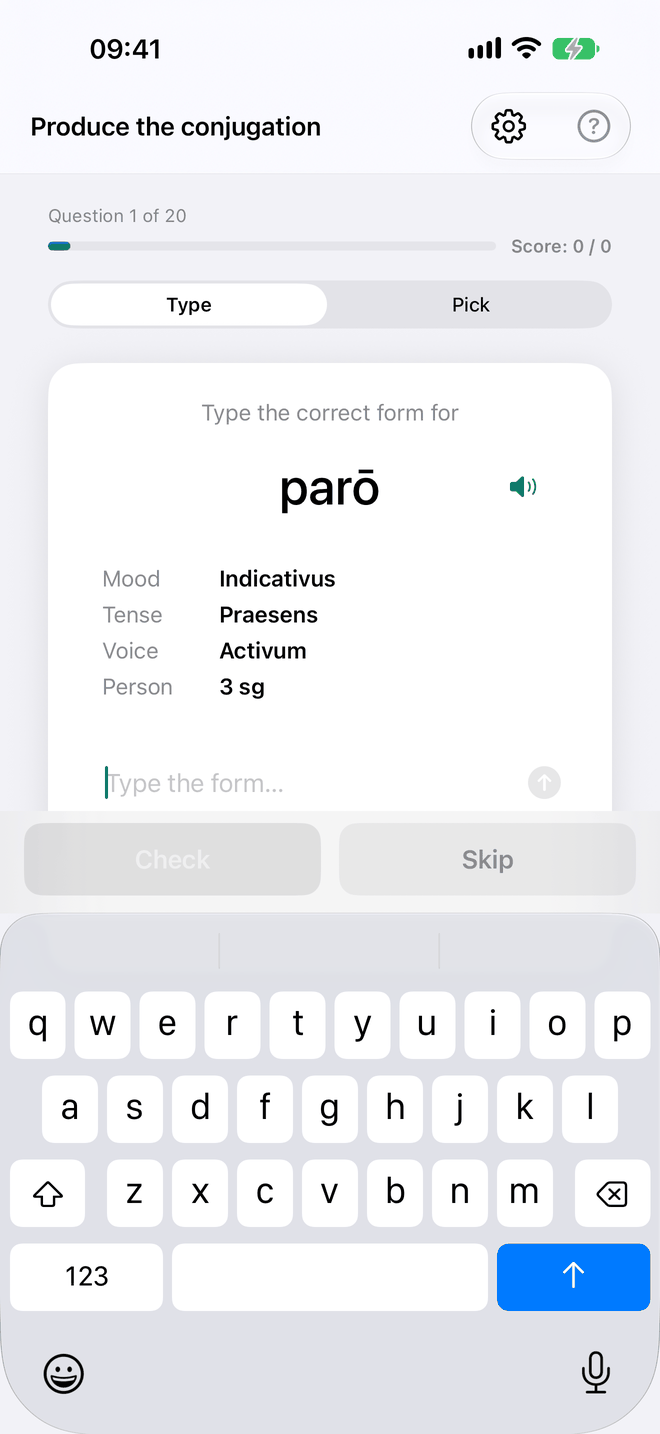 09:41
Produce the conjugation
?
Question 1 of 20
Score: 0 / 0
Type
Pick
Type the correct form for
parō
Mood Indicativus
Tense Praesens
Voice Activum
Person 3 sg
Type the form...
Check
Skip
q w e r t y u i o p
a s d f g h j k l
z x c v b n m
123